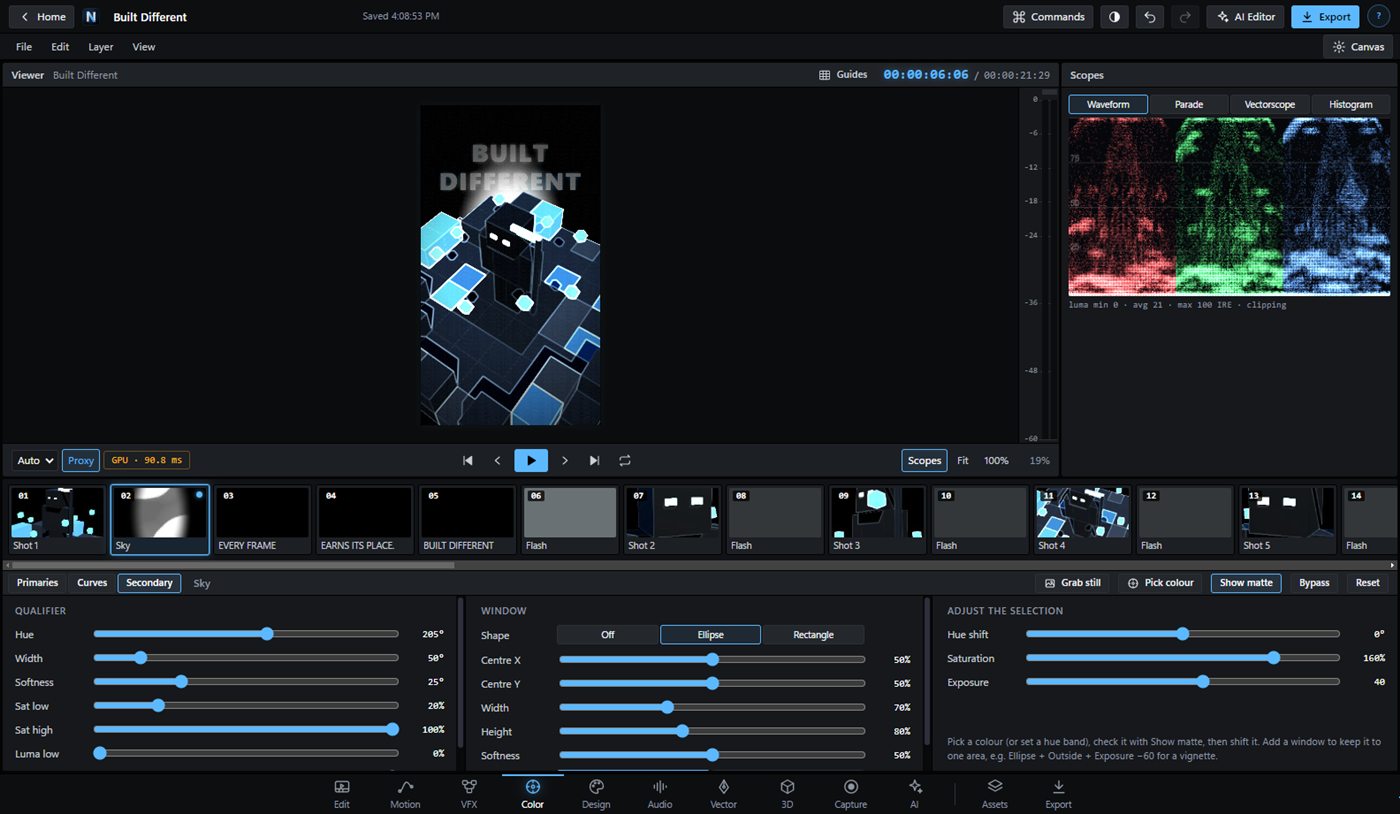 Home
N
Built Different
Saved 4:08:53 PM
Commands
AI Editor
Export
?
File Edit Layer View
Canvas
Viewer Built Different
Guides
00:00:06:06 / 00:00:21:29
Scopes
Waveform Parade Vectorscope Histogram
BUILT
DIFFERENT
0
-6
-12
-18
-24
-36
-48
-60
75
luma min 0 · avg 21 · max 100 IRE · clipping
Auto
Proxy
GPU · 90.8 ms
Scopes
Fit
100%
19%
01
Shot 1
02
Sky
03
EVERY FRAME
04
EARNS ITS PLACE.
05
BUILT DIFFERENT
06
Flash
07
Shot 2
08
Flash
09
Shot 3
10
Flash
11
Shot 4
12
Flash
13
Shot 5
14
Flash
Primaries Curves Secondary Sky
Grab still Pick colour Show matte Bypass Reset
QUALIFIER
Hue 205°
Width 50°
Softness 25°
Sat low 20%
Sat high 100%
Luma low 0%
WINDOW
Shape Off Ellipse Rectangle
Centre X 50%
Centre Y 50%
Width 70%
Height 80%
Softness 50%
ADJUST THE SELECTION
Hue shift 0°
Saturation 160%
Exposure 40
Pick a colour (or set a hue band), check it with Show matte, then shift it. Add a window to keep it to
one area, e.g. Ellipse + Outside + Exposure −60 for a vignette.
Edit Motion VFX Color Design Audio Vector 3D Capture AI Assets Export